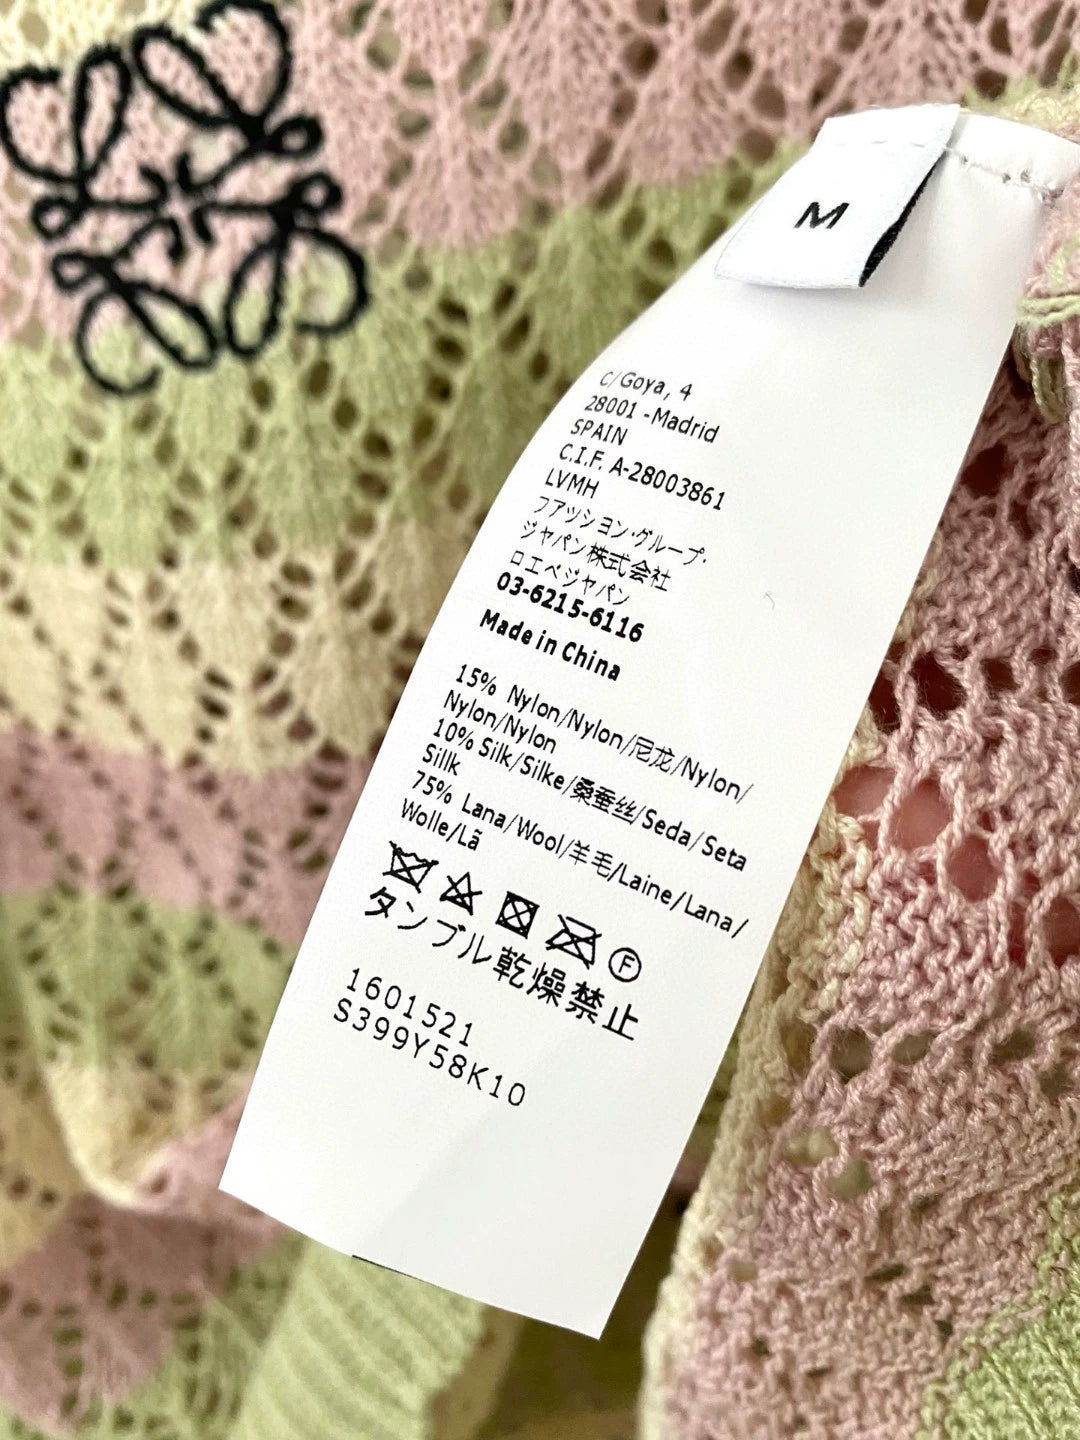 M
C/Goya, 4
28001 -Madrid
SPAIN
C.I.F. A-28003861
LVMH
ファッション·グループ·
ジャパン株式会社
ロエベジャパン
03-6215-6116
Made in China
15% Nylon/Nylon/尼龙/Nylon/
Nylon/Nylon
10% Silk/Silke/桑蚕丝/Seda/Seta
Sillk
75% Lana/Wool/羊毛/Laine/Lana/
Wolle/Lã
F
タンブル乾燥禁止
1601521
S399Y58K10